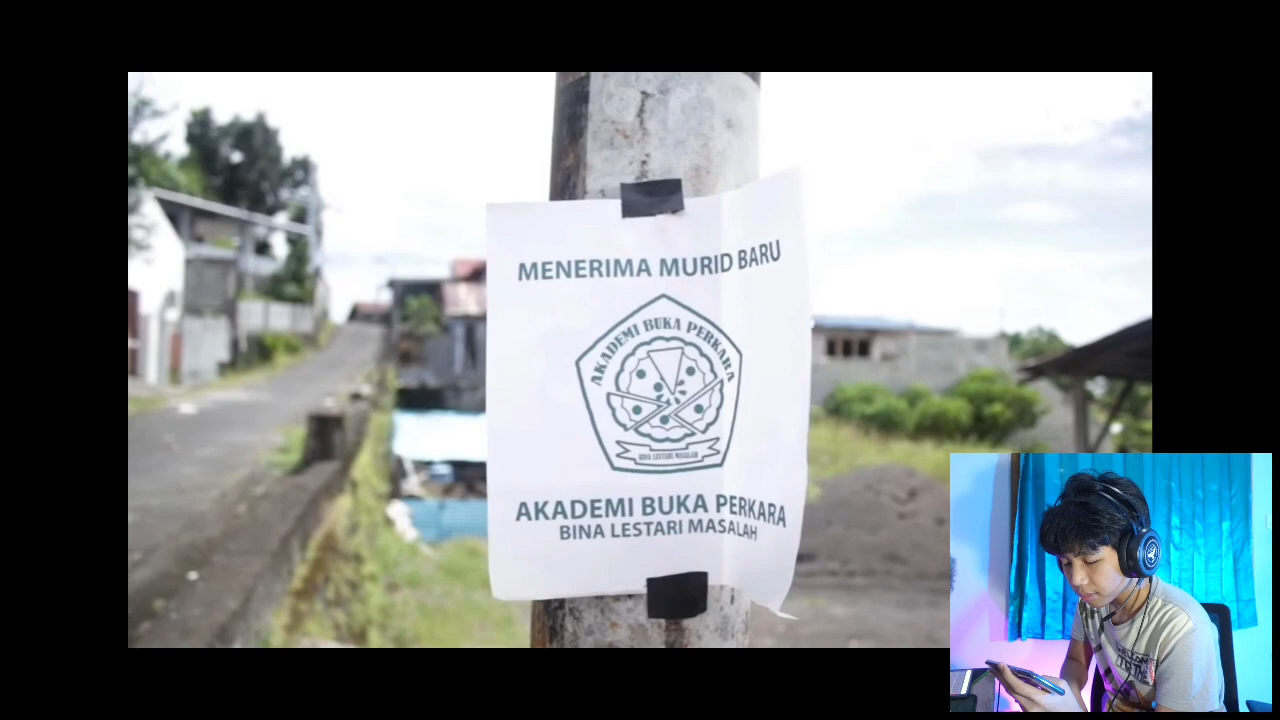 MENERIMA MURID BARU
AKADEMI BUKA PERKARA
BINA LESTARI MASALAH
AKADEMI BUKA PERKARA
BINA LESTARI MASALAH